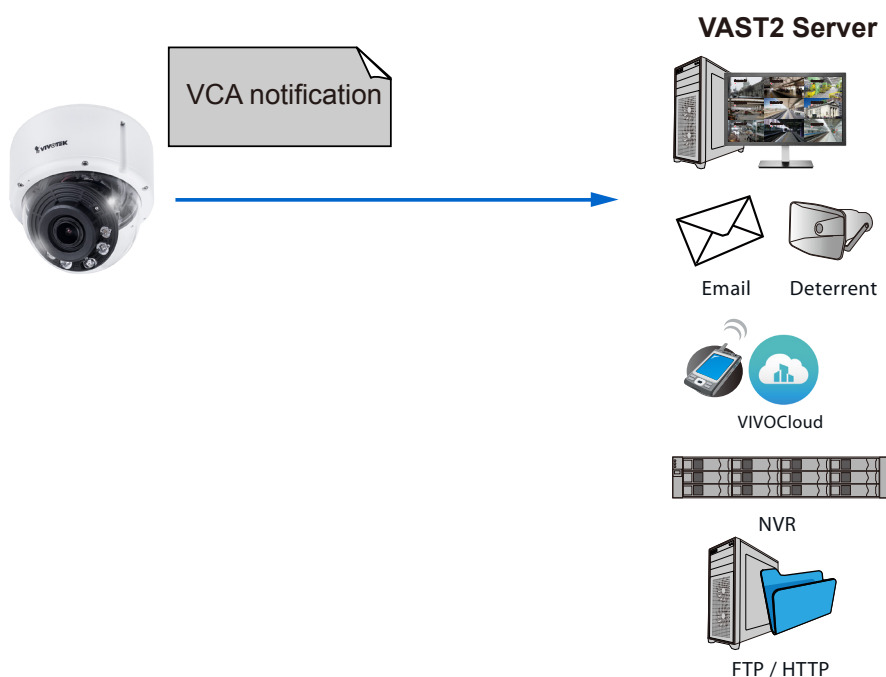 VAST2 Server
VCA notification
VIVOTEK
Email
Deterrent
VIVOCloud
NVR
FTP / HTTP